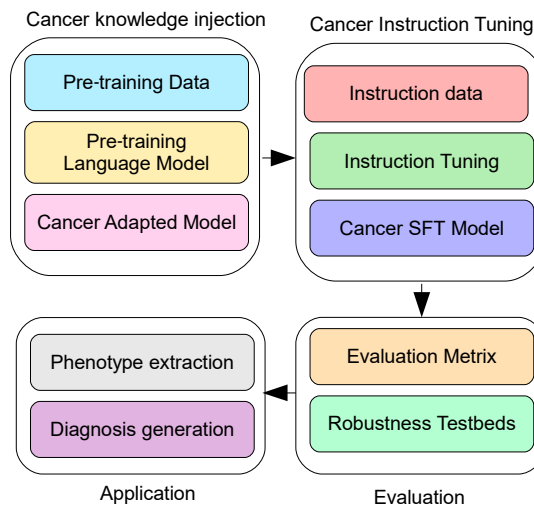 Cancer knowledge injection
Pre-training Data
Pre-training
Language Model
Cancer Adapted Model
Cancer Instruction Tuning
Instruction data
Instruction Tuning
Cancer SFT Model
Phenotype extraction
Diagnosis generation
Application
Evaluation Metrix
Robustness Testbeds
Evaluation